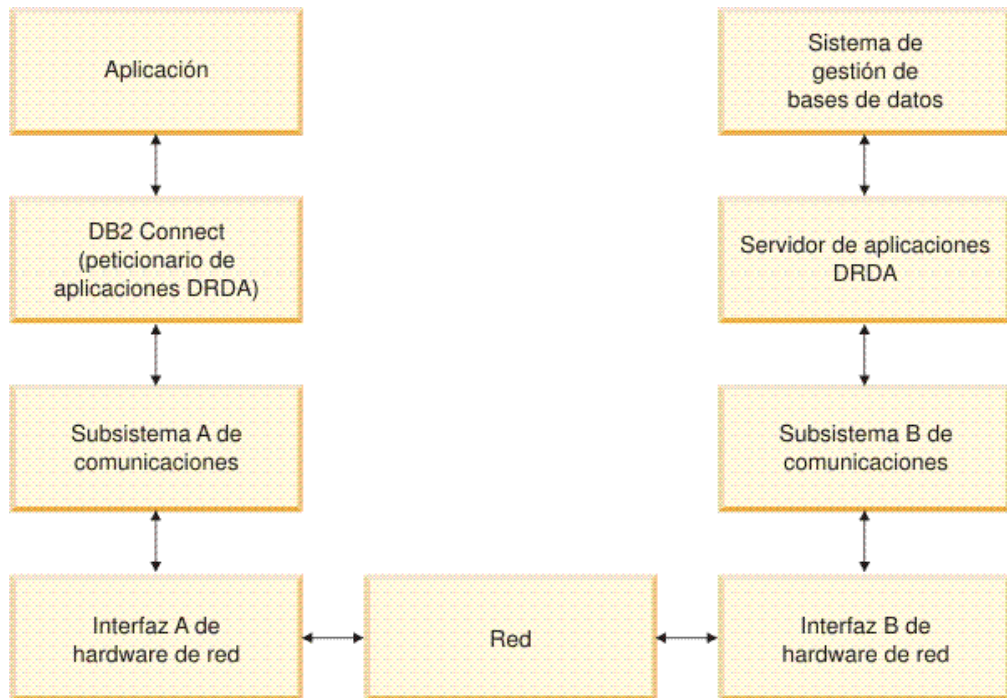 Aplicación
Sistema de
gestión de
bases de datos
DB2 Connect
(peticionario de
aplicaciones DRDA)
Servidor de aplicaciones
DRDA
Subsistema A de
comunicaciones
Subsistema B de
comunicaciones
Interfaz A de
hardware de red
Red
Interfaz B de
hardware de red